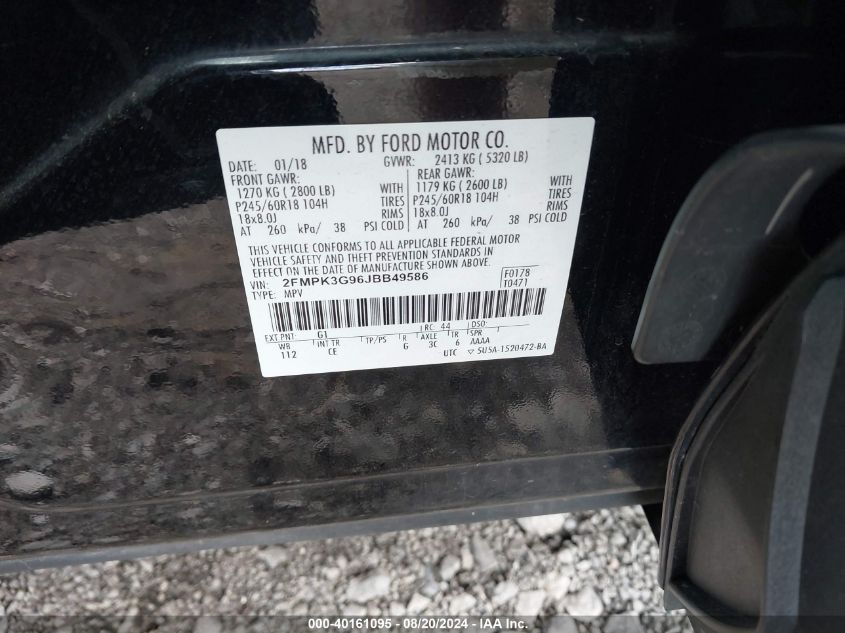 MFD. BY FORD MOTOR CO.
DATE: 01/18 GVWR: 2413 KG ( 5320 LB)
FRONT GAWR: REAR GAWR:
1270 KG ( 2800 LB) WITH 1179 KG ( 2600 LB) WITH
P245/60R18 104H TIRES P245/60R18 104H TIRES
18x8.0J RIMS 18x8.0J RIMS
AT 260 kPa/ 38 PSI COLD AT 260 kPa/ 38 PSI COLD
THIS VEHICLE CONFORMS TO ALL APPLICABLE FEDERAL MOTOR
VEHICLE SAFETY AND THEFT PREVENTION STANDARDS IN
EFFECT ON THE DATE OF MANUFACTURE SHOWN ABOVE.
VIN: 2FMPK3G96JBB49586 F0178
TYPE: MPV T0471
EXT PNT: G1 RC: 44 DSO:
WB INT TR TP/PS R AXLE TR SPR
112 CE G 3C 6 AAAA
UTC ▽ 5U5A-1520472-BA
000-40161095 - 08/20/2024 - IAAI.COM